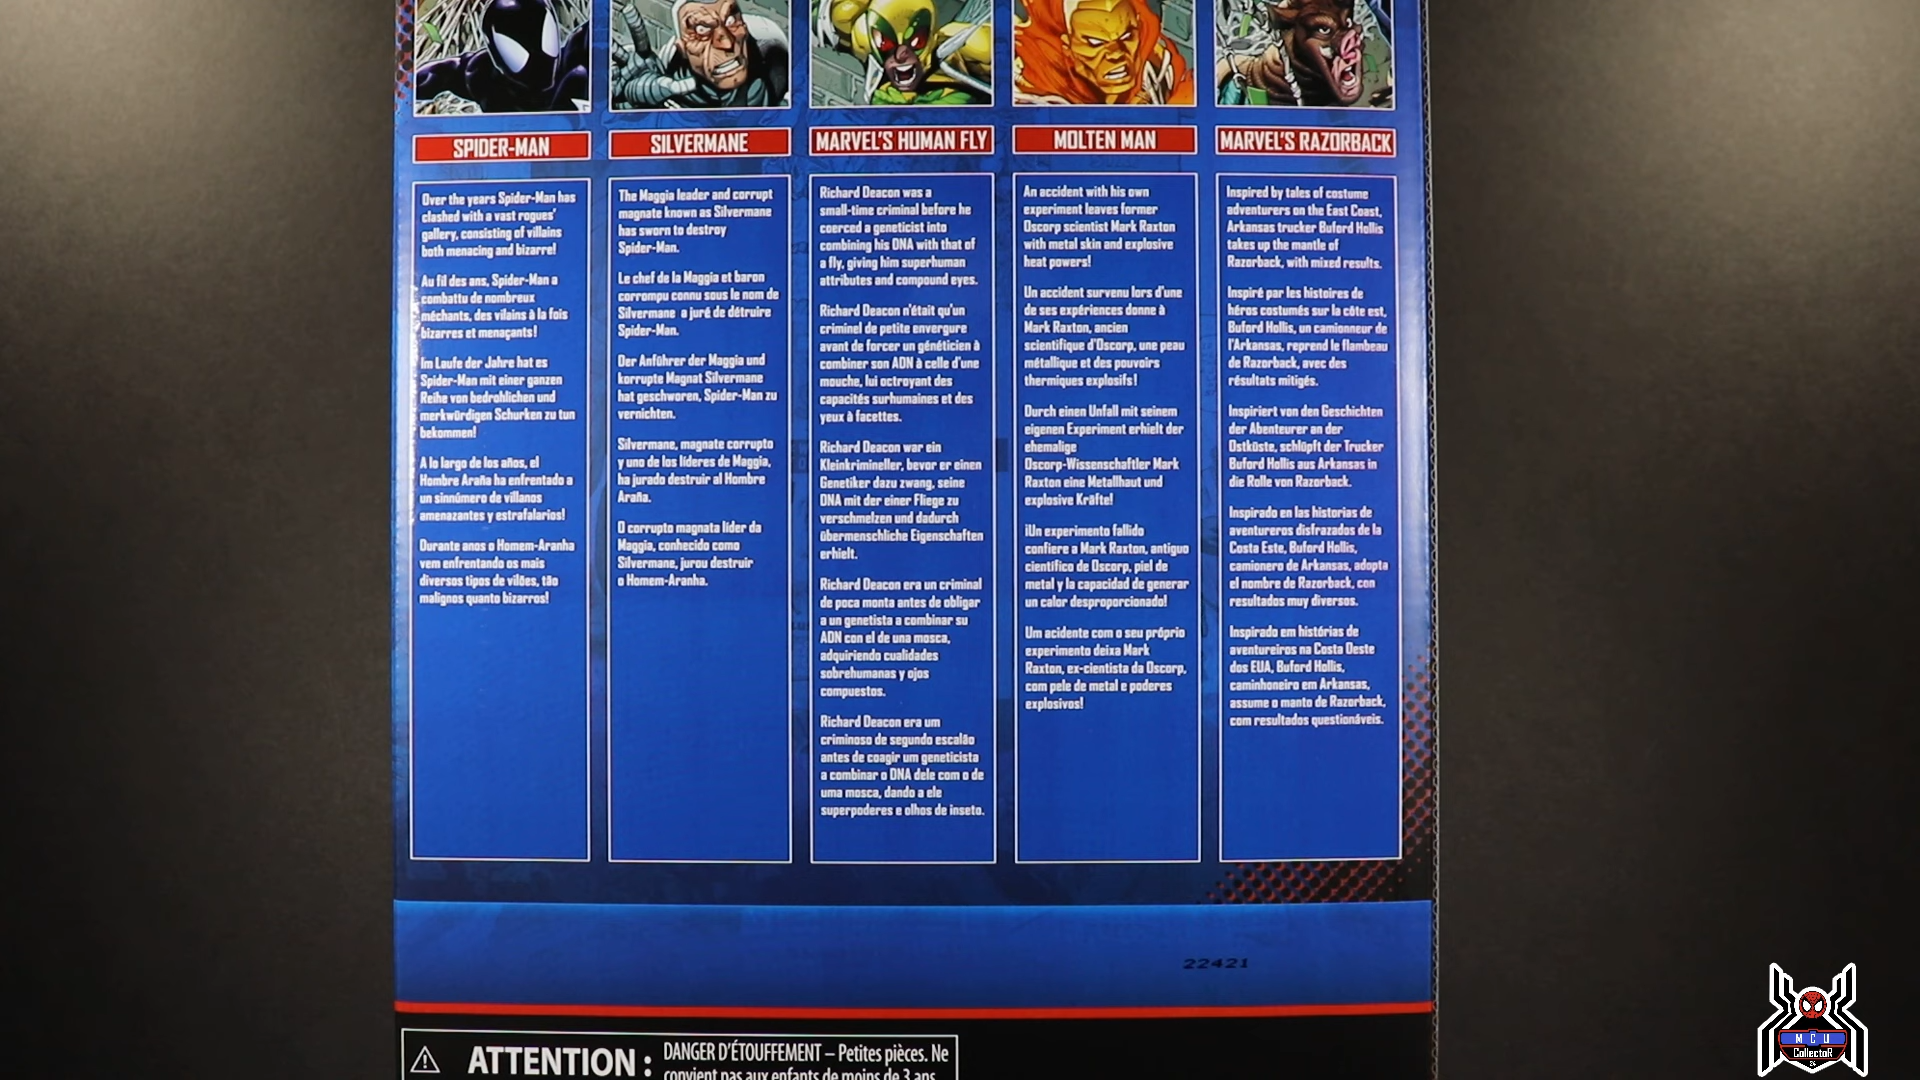 SPIDER-MAN
Over the years Spider-Man has
clashed with a vast rogues'
gallery, consisting of villains
both menacing and bizarre!
Au fil des ans, Spider-Man a
combattu de nombreux
méchants, des vilains à la fois
bizarres et menaçants!
Im Laufe der Jahre hat es
Spider-Man mit einer ganzen
Reihe von bedrohlichen und
merkwürdigen Schurken zu tun
bekommen!
A lo largo de los años, el
Hombre Araña ha enfrentado a
un sinnúmero de villanos
amenazantes y estrafalarios!
Durante anos o Homem-Aranha
vem enfrentando os mais
diversos tipos de vilões, tão
malignos quanto bizarros!
SILVERMANE
The Maggia leader and corrupt
magnate known as Silvermane
has sworn to destroy
Spider-Man.
Le chef de la Maggia et baron
corrompu connu sous le nom de
Silvermane a juré de détruire
Spider-Man.
Der Anführer der Maggia und
korrupte Magnat Silvermane
hat geschworen, Spider-Man zu
vernichten.
Silvermane, magnate corrupto
y uno de los líderes de Maggia,
ha jurado destruir al Hombre
Araña.
O corrupto magnata líder da
Maggia, conhecido como
Silvermane, jurou destruir
o Homem-Aranha.
MARVEL'S HUMAN FLY
Richard Deacon was a
small-time criminal before he
coerced a geneticist into
combining his DNA with that of
a fly, giving him superhuman
attributes and compound eyes.
Richard Deacon n'était qu'un
criminel de petite envergure
avant de forcer un généticien à
combiner son ADN à celle d'une
mouche, lui octroyant des
capacités surhumaines et des
yeux à facettes.
Richard Deacon war ein
Kleinkrimineller, bevor er einen
Genetiker dazu zwang, seine
DNA mit der einer Fliege zu
verschmelzen und dadurch
übermenschliche Eigenschaften
erhielt.
Richard Deacon era un criminal
de poca monta antes de obligar
a un genetista a combinar su
ADN con el de una mosca,
adquiriendo cualidades
sobrehumanas y ojos
compuestos.
Richard Deacon era um
criminoso de segundo escalão
antes de coagir um geneticista
a combinar o DNA dele com o de
uma mosca, dando a ele
superpoderes e olhos de inseto.
MOLTEN MAN
An accident with his own
experiment leaves former
Oscorp scientist Mark Raxton
with metal skin and explosive
heat powers!
Un accident survenu lors d'une
de ses expériences donne à
Mark Raxton, ancien
scientifique d'Oscorp, une peau
métallique et des pouvoirs
thermiques explosifs!
Durch einen Unfall mit seinem
eigenen Experiment erhielt der
ehemalige
Oscorp-Wissenschaftler Mark
Raxton eine Metallhaut und
explosive Kräfte!
¡Un experimento fallido
confiere a Mark Raxton, antiguo
científico de Oscorp, piel de
metal y la capacidad de generar
un calor desproporcionado!
Um acidente com o seu próprio
experimento deixa Mark
Raxton, ex-cientista da Oscorp,
com pele de metal e poderes
explosivos!
MARVEL'S RAZORBACK
Inspired by tales of costume
adventurers on the East Coast,
Arkansas trucker Buford Hollis
takes up the mantle of
Razorback, with mixed results.
Inspiré par les histoires de
héros costumés sur la côte est,
Buford Hollis, un camionneur de
l'Arkansas, reprend le flambeau
de Razorback, avec des
résultats mitigés.
Inspiriert von den Geschichten
der Abenteurer an der
Ostküste, schlüpft der Trucker
Buford Hollis aus Arkansas in
die Rolle von Razorback.
Inspirado en las historias de
aventureros disfrazados de la
Costa Este, Buford Hollis,
camionero de Arkansas, adopta
el nombre de Razorback, con
resultados muy diversos.
Inspirado em histórias de
aventureiros na Costa Oeste
dos EUA, Buford Hollis,
caminhoneiro em Arkansas,
assume o manto de Razorback,
com resultados questionáveis.
22421
ATTENTION :
DANGER D'ÉTOUFFEMENT – Petites pièces. Ne
convient pas aux enfants de moins de 3 ans.
MCU
CollectoR
24